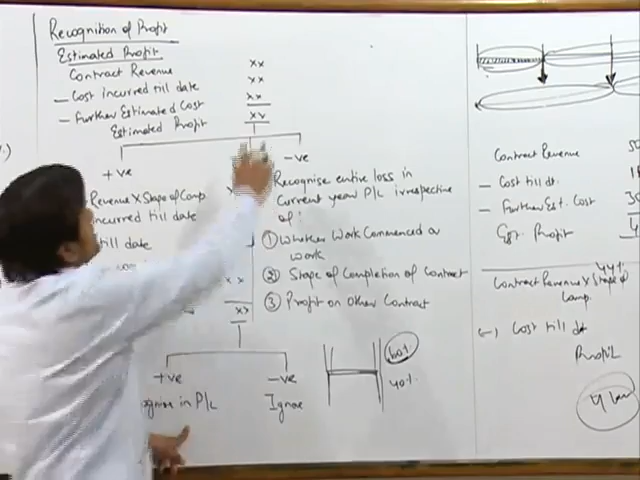 Recognition of Profit
Estimated Profit
Contract Revenue xx
— Cost incurred till date xx
— Further Estimated Cost xx
Estimated Profit xx
+ve
—ve
Revenue X Stage of Comp.
incurred till date
till date
xx
xx
+ve
—ve
in P/L
Ignore
Recognise entire loss in
Current year P/L irrespective
of:
① Whether Work Commenced or
work
② Stage of Completion of Contract
③ Profit on Other Contract
60%
40%
Contract Revenue
— Cost till dt.
— Further Est. Cost
Est. Profit
44%
Contract Revenue X Stage of
Comp.
(—) Cost till dt
Profit